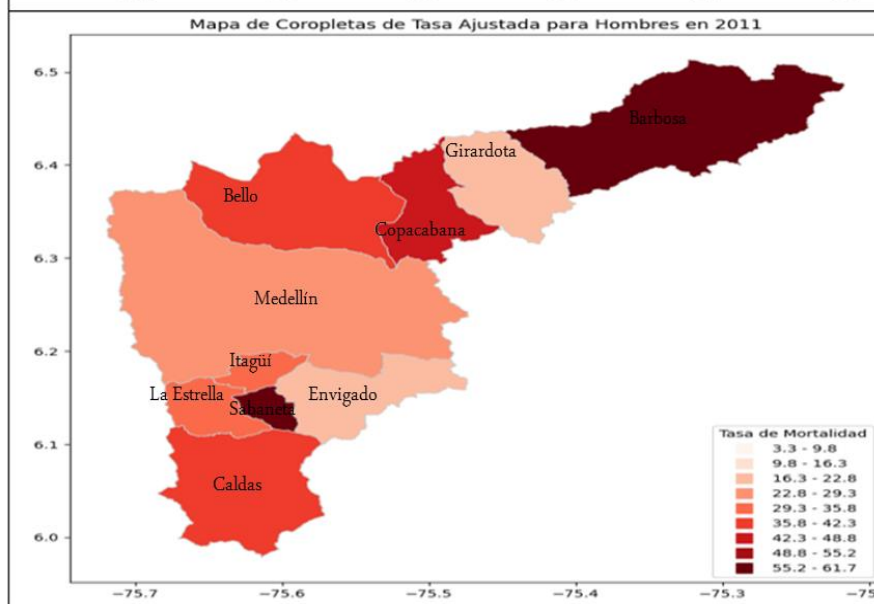 Mapa de Coropletas de Tasa Ajustada para Hombres en 2011
6.5
Barbosa
6.4
Girardota
Bello
Copacabana
6.3
Medellín
6.2
Itagüí
La Estrella
Envigado
Sabaneta
6.1
Caldas
6.0
Tasa de Mortalidad
3.3 - 9.8
9.8 - 16.3
16.3 - 22.8
22.8 - 29.3
29.3 - 35.8
35.8 - 42.3
42.3 - 48.8
48.8 - 55.2
55.2 - 61.7
−75.7 −75.6 −75.5 −75.4 −75.3